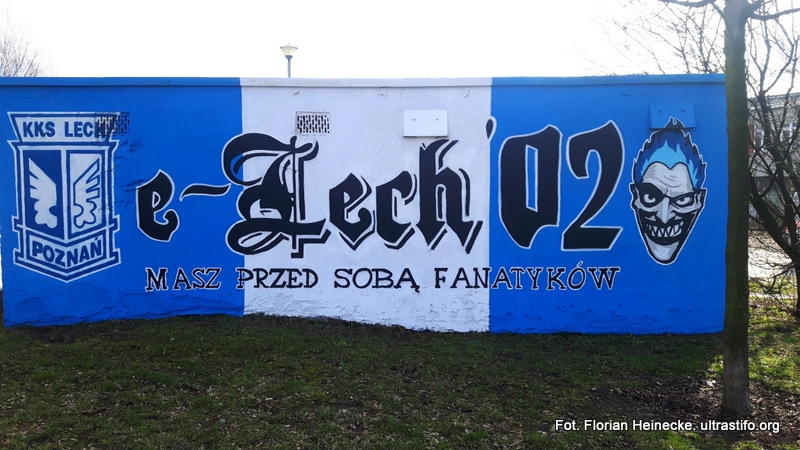 KKS LECH
POZNAŃ
e-Lech '02
MASZ PRZED SOBĄ FANATYKÓW
Fot. Florian Heinecke. ultrastifo.org